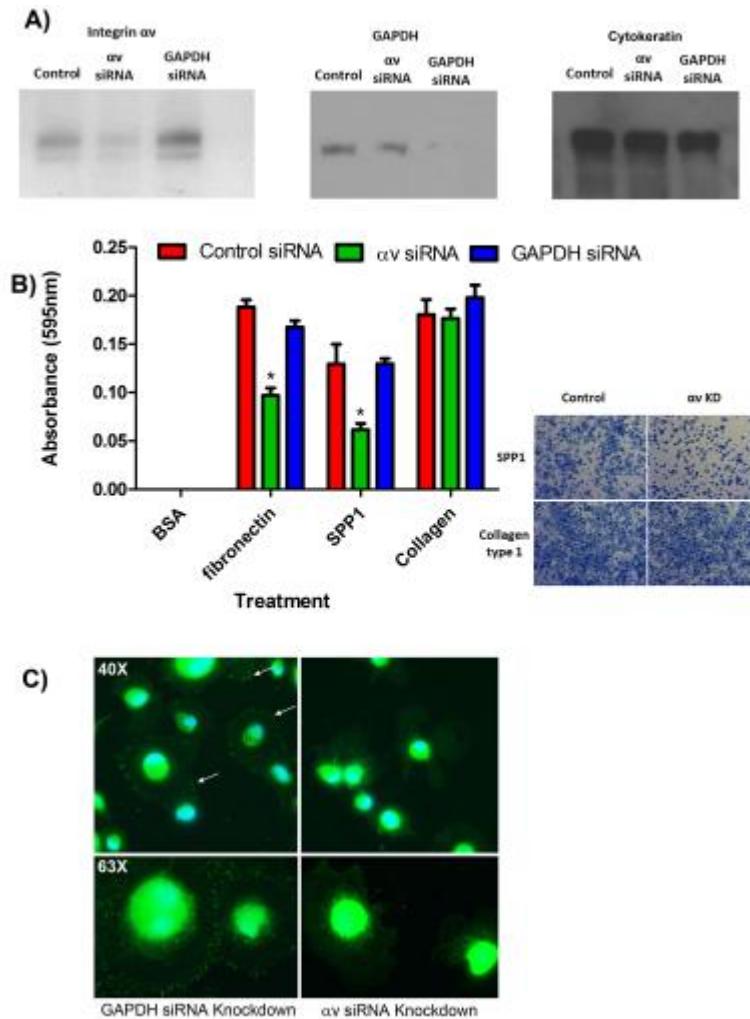 A)
Integrin αv
Control
αv
siRNA
GAPDH
siRNA
GAPDH
Control
αv
siRNA
GAPDH
siRNA
Cytokeratin
Control
αv
siRNA
GAPDH
siRNA
B)
Control siRNA
αv siRNA
GAPDH siRNA
Absorbance (595nm)
0.25
0.20
0.15
0.10
0.05
0.00
*
*
BSA
fibronectin
SPP1
Collagen
Treatment
Control
αv KD
SPP1
Collagen
type 1
C)
40X
63X
GAPDH siRNA Knockdown
αv siRNA Knockdown